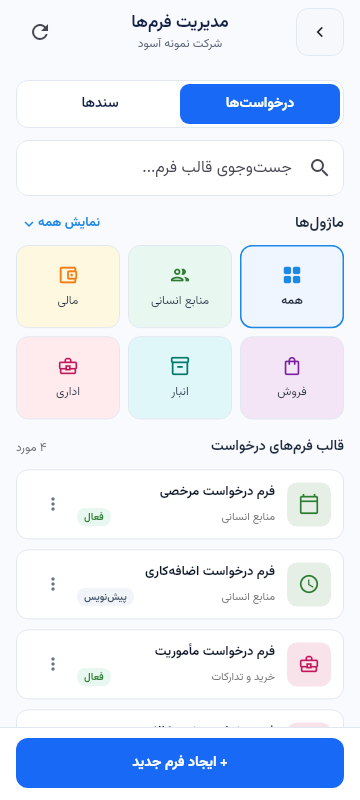 مدیریت فرم‌ها
شرکت نمونه آسود
درخواست‌ها
سندها
جست‌وجوی قالب فرم...
ماژول‌ها
نمایش همه
همه
منابع انسانی
مالی
فروش
انبار
اداری
قالب فرم‌های درخواست
۴ مورد
فرم درخواست مرخصی
منابع انسانی
فعال
فرم درخواست اضافه‌کاری
منابع انسانی
پیش‌نویس
فرم درخواست مأموریت
خرید و تدارکات
فعال
+ ایجاد فرم جدید